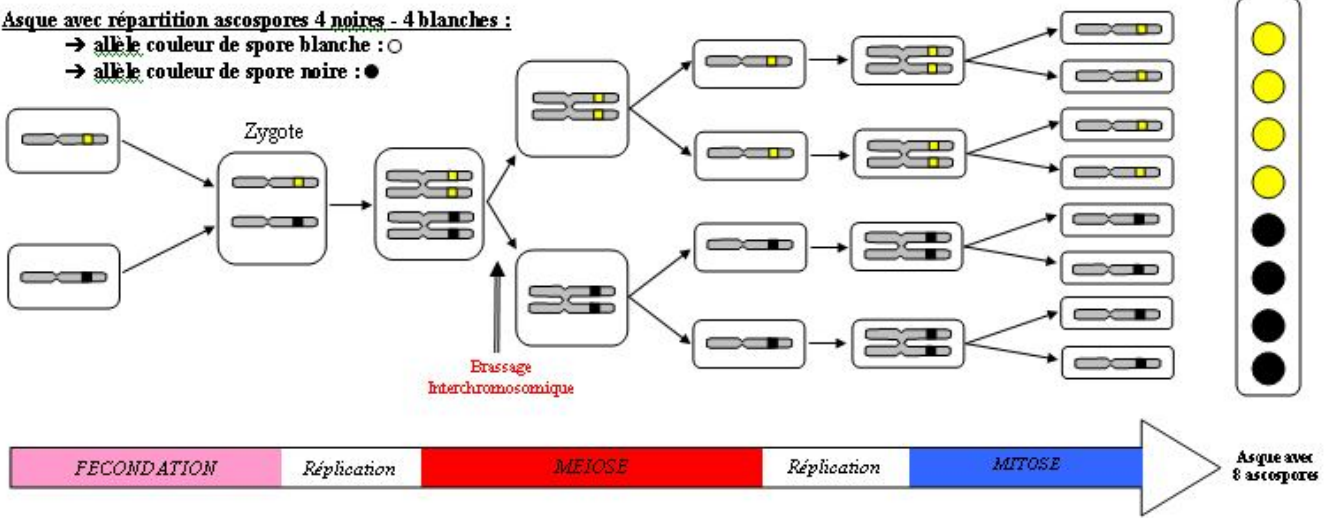 Asque avec répartition ascospores 4 noires - 4 blanches :
→ allèle couleur de spore blanche : ○
→ allèle couleur de spore noire : ●
Zygote
Brassage
Interchromosomique
FECONDATION
Réplication
MEIOSE
Réplication
MITOSE
Asque avec
8 ascospores